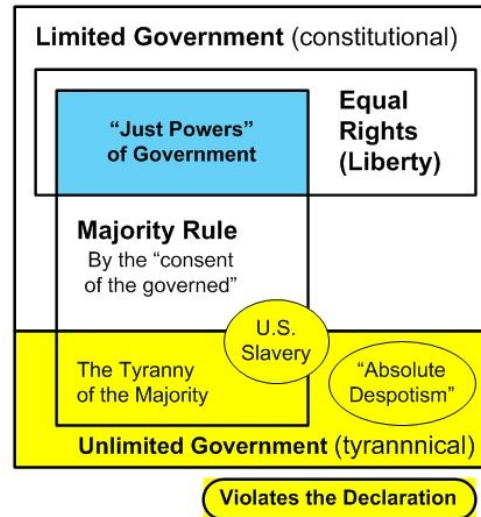 Limited Government (constitutional)
"Just Powers"
of Government
Equal
Rights
(Liberty)
Majority Rule
By the "consent
of the governed"
U.S.
Slavery
The Tyranny
of the Majority
"Absolute
Despotism"
Unlimited Government (tyrannnical)
Violates the Declaration